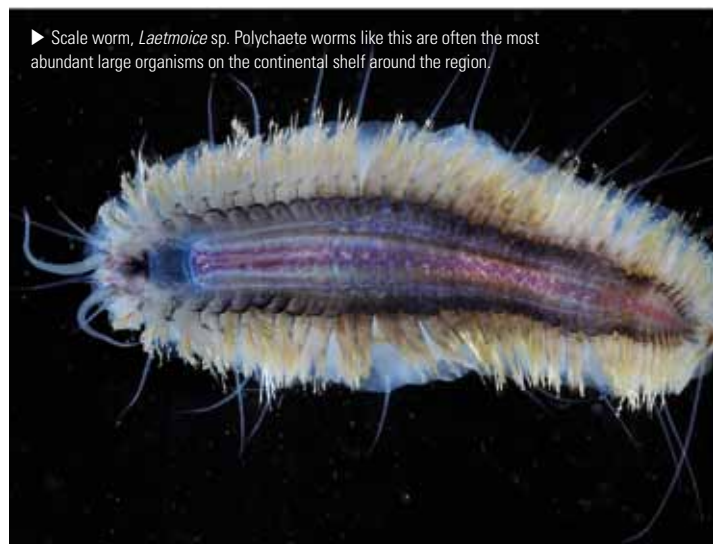 ▶ Scale worm, Laetmoice sp. Polychaete worms like this are often the most
abundant large organisms on the continental shelf around the region.